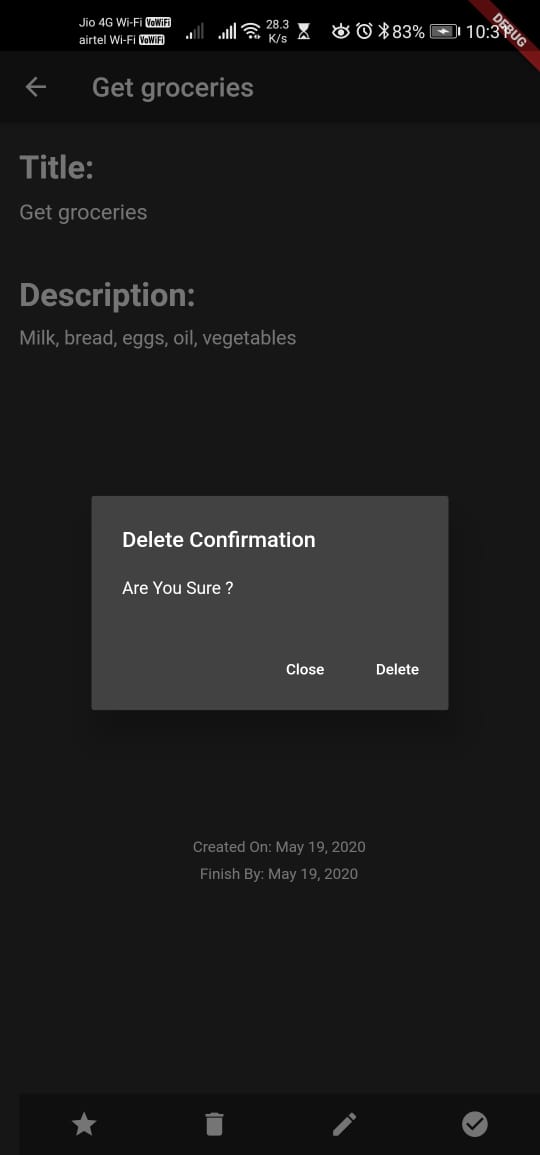 Jio 4G Wi-Fi VoWiFi
airtel Wi-Fi VoWiFi
28.3
K/s
83%
10:3
DEBUG
Get groceries
Title:
Get groceries
Description:
Milk, bread, eggs, oil, vegetables
Delete Confirmation
Are You Sure ?
Close Delete
Created On: May 19, 2020
Finish By: May 19, 2020